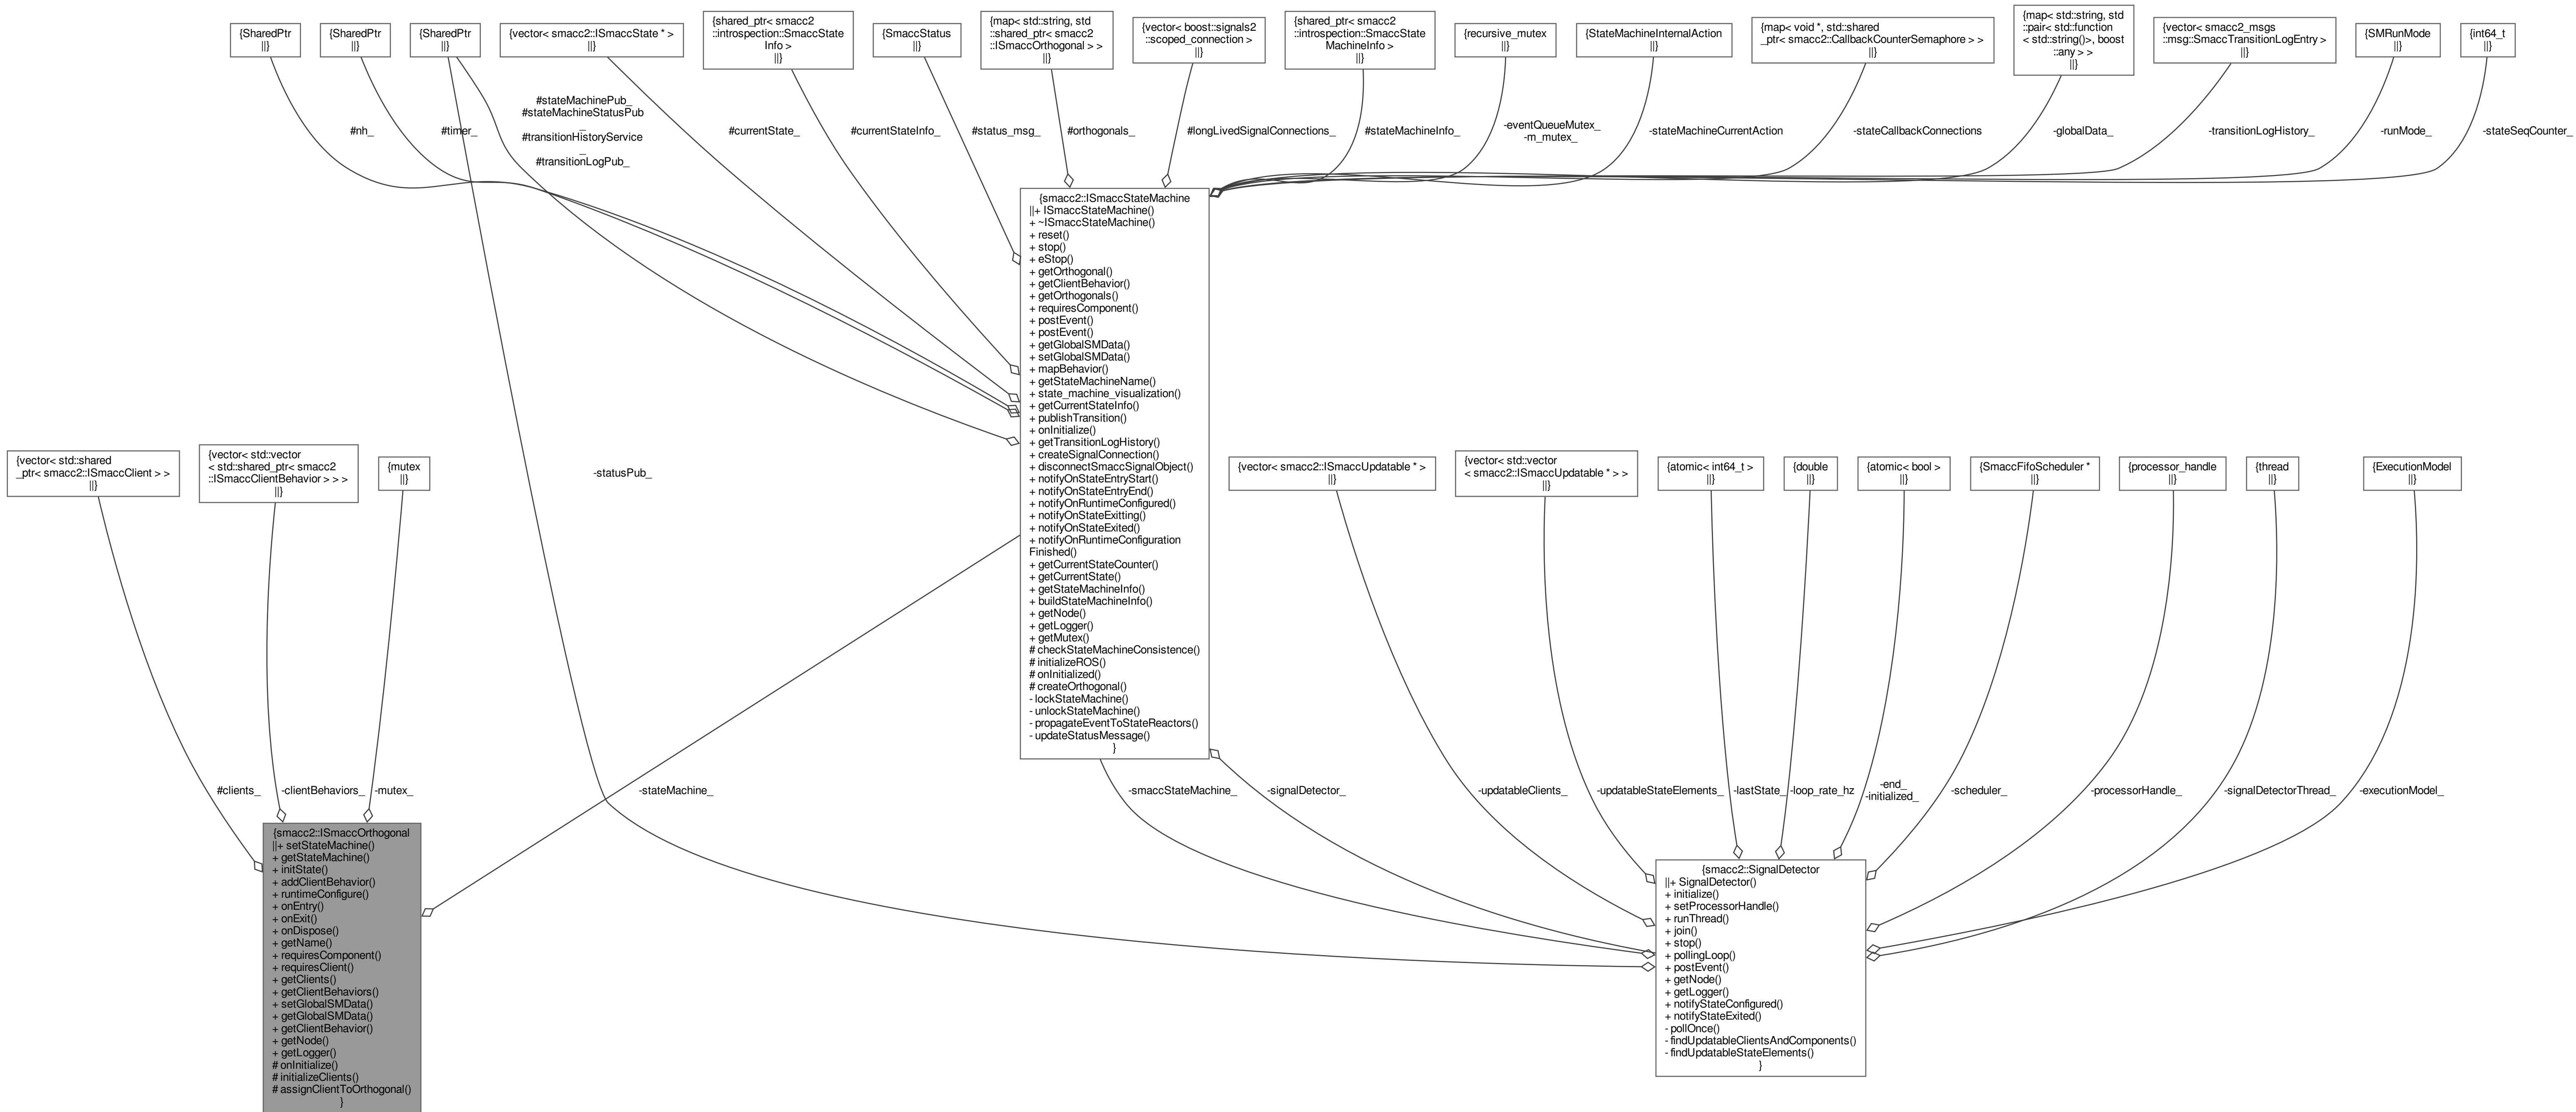 {SharedPtr
||}
{SharedPtr
||}
{SharedPtr
||}
{vector< smacc2::ISmaccState * >
||}
{shared_ptr< smacc2
::introspection::SmaccState
Info >
||}
{SmaccStatus
||}
{map< std::string, std
::shared_ptr< smacc2
::ISmaccOrthogonal > >
||}
{vector< boost::signals2
::scoped_connection >
||}
{shared_ptr< smacc2
::introspection::SmaccState
MachineInfo >
||}
{recursive_mutex
||}
{StateMachineInternalAction
||}
{map< void *, std::shared
_ptr< smacc2::CallbackCounterSemaphore > >
||}
{map< std::string, std
::pair< std::function
< std::string()>, boost
::any > >
||}
{vector< smacc2_msgs
::msg::SmaccTransitionLogEntry >
||}
{SMRunMode
||}
{int64_t
||}
#nh_
#timer_
#stateMachinePub_
#stateMachineStatusPub
_
#transitionHistoryService
_
#transitionLogPub_
#currentState_
#currentStateInfo_
#status_msg_
#orthogonals_
#longLivedSignalConnections_
#stateMachineInfo_
-eventQueueMutex_
-m_mutex_
-stateMachineCurrentAction
-stateCallbackConnections
-globalData_
-transitionLogHistory_
-runMode_
-stateSeqCounter_
{smacc2::ISmaccStateMachine
||+ ISmaccStateMachine()
+ ~ISmaccStateMachine()
+ reset()
+ stop()
+ eStop()
+ getOrthogonal()
+ getClientBehavior()
+ getOrthogonals()
+ requiresComponent()
+ postEvent()
+ postEvent()
+ getGlobalSMData()
+ setGlobalSMData()
+ mapBehavior()
+ getStateMachineName()
+ state_machine_visualization()
+ getCurrentStateInfo()
+ publishTransition()
+ onInitialize()
+ getTransitionLogHistory()
+ createSignalConnection()
+ disconnectSmaccSignalObject()
+ notifyOnStateEntryStart()
+ notifyOnStateEntryEnd()
+ notifyOnRuntimeConfigured()
+ notifyOnStateExitting()
+ notifyOnStateExited()
+ notifyOnRuntimeConfiguration
Finished()
+ getCurrentStateCounter()
+ getCurrentState()
+ getStateMachineInfo()
+ buildStateMachineInfo()
+ getNode()
+ getLogger()
+ getMutex()
# checkStateMachineConsistence()
# initializeROS()
# onInitialized()
# createOrthogonal()
- lockStateMachine()
- unlockStateMachine()
- propagateEventToStateReactors()
- updateStatusMessage()
}
{vector< std::shared
_ptr< smacc2::ISmaccClient > >
||}
{vector< std::vector
< std::shared_ptr< smacc2
::ISmaccClientBehavior > > >
||}
{mutex
||}
-statusPub_
{vector< smacc2::ISmaccUpdatable * >
||}
{vector< std::vector
< smacc2::ISmaccUpdatable * > >
||}
{atomic< int64_t >
||}
{double
||}
{atomic< bool >
||}
{SmaccFifoScheduler *
||}
{processor_handle
||}
{thread
||}
{ExecutionModel
||}
#clients_
-clientBehaviors_
-mutex_
-stateMachine_
-smaccStateMachine_
-signalDetector_
-updatableClients_
-updatableStateElements_
-lastState_
-loop_rate_hz
-end_
-initialized_
-scheduler_
-processorHandle_
-signalDetectorThread_
-executionModel_
{smacc2::ISmaccOrthogonal
||+ setStateMachine()
+ getStateMachine()
+ initState()
+ addClientBehavior()
+ runtimeConfigure()
+ onEntry()
+ onExit()
+ onDispose()
+ getName()
+ requiresComponent()
+ requiresClient()
+ getClients()
+ getClientBehaviors()
+ setGlobalSMData()
+ getGlobalSMData()
+ getClientBehavior()
+ getNode()
+ getLogger()
# onInitialize()
# initializeClients()
# assignClientToOrthogonal()
}
{smacc2::SignalDetector
||+ SignalDetector()
+ initialize()
+ setProcessorHandle()
+ runThread()
+ join()
+ stop()
+ pollingLoop()
+ postEvent()
+ getNode()
+ getLogger()
+ notifyStateConfigured()
+ notifyStateExited()
- pollOnce()
- findUpdatableClientsAndComponents()
- findUpdatableStateElements()
}